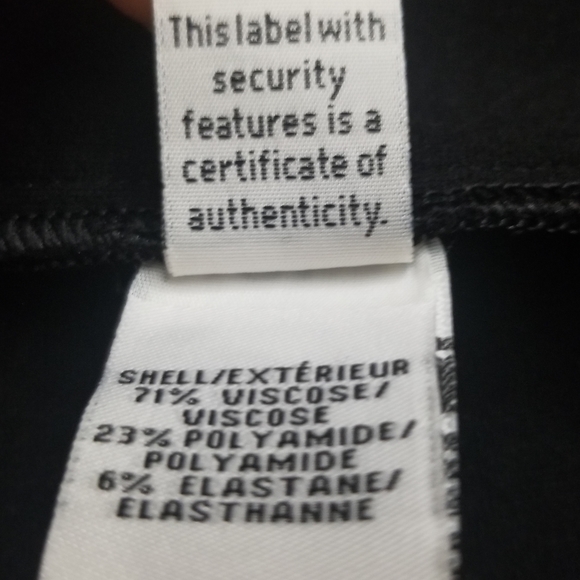 This label with
security
features is a
certificate of
authenticity.
SHELL/EXTÉRIEUR
71% VISCOSE/
VISCOSE
23% POLYAMIDE/
POLYAMIDE
6% ELASTANE/
ELASTHANNE